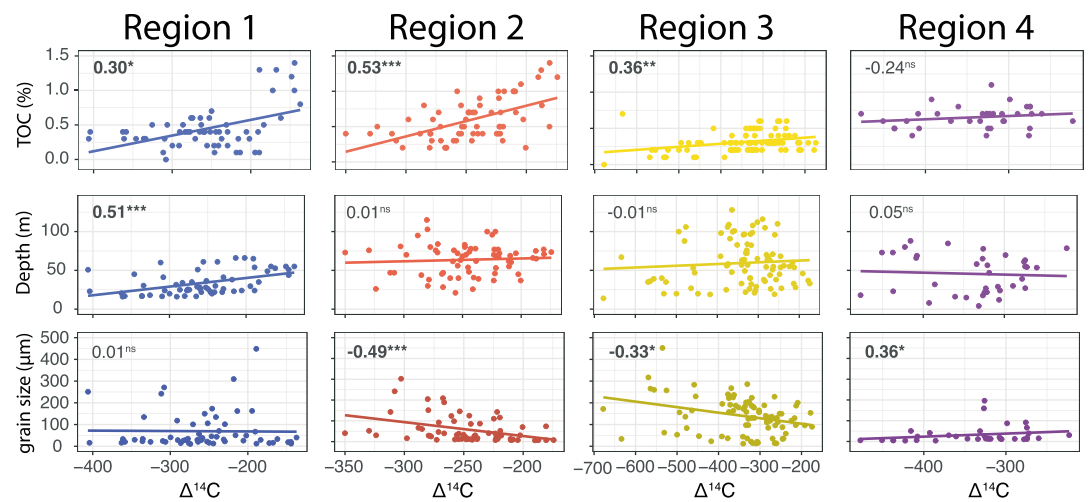 Region 1 Region 2 Region 3 Region 4
TOC (%)
1.5
1.0
0.5
0.0
0.30*
0.53***
0.36**
-0.24ns
Depth (m)
100
50
0
0.51***
0.01ns
-0.01ns
0.05ns
grain size (µm)
500
400
300
200
100
0
0.01ns
-0.49***
-0.33*
0.36*
−400 −300 −200
−350 −300 −250 −200
−700 −600 −500 −400 −300 −200
−400 −300
Δ¹⁴C Δ¹⁴C Δ¹⁴C Δ¹⁴C